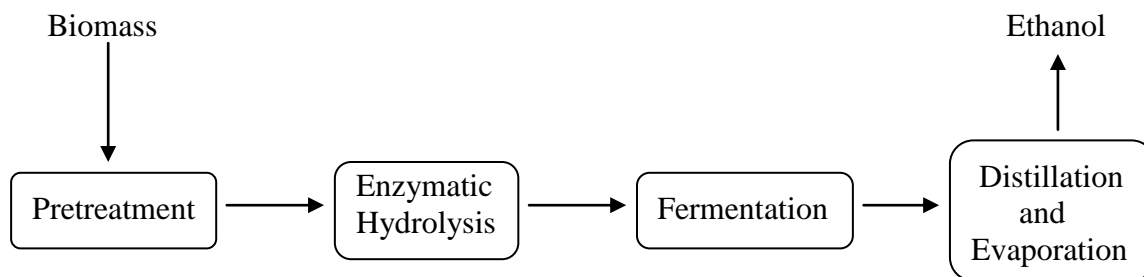 Biomass
Ethanol
Pretreatment
Enzymatic
Hydrolysis
Fermentation
Distillation
and
Evaporation